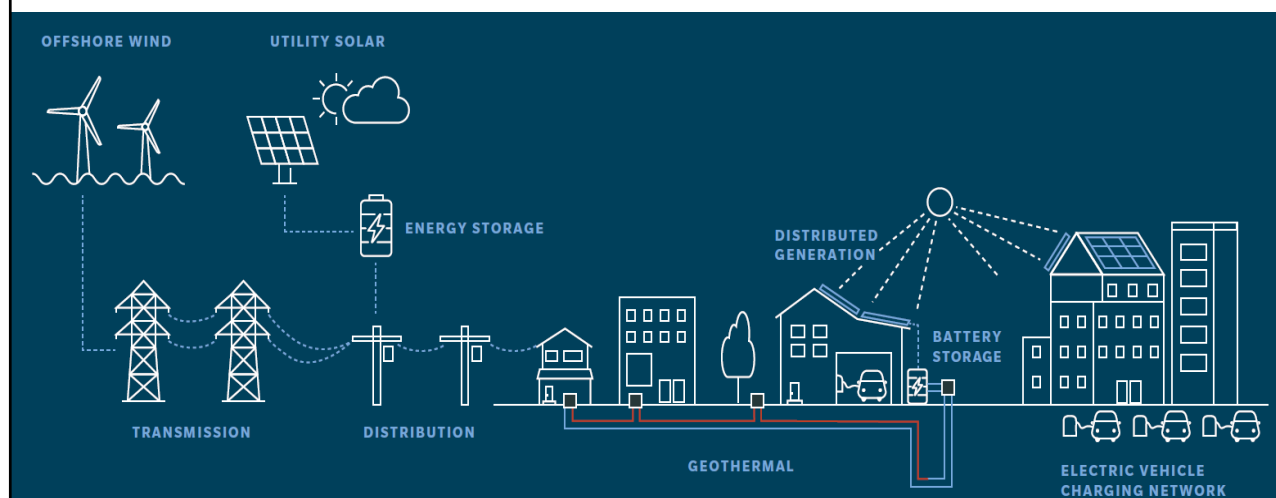 OFFSHORE WIND
UTILITY SOLAR
ENERGY STORAGE
DISTRIBUTED
GENERATION
BATTERY
STORAGE
TRANSMISSION
DISTRIBUTION
GEOTHERMAL
ELECTRIC VEHICLE
CHARGING NETWORK